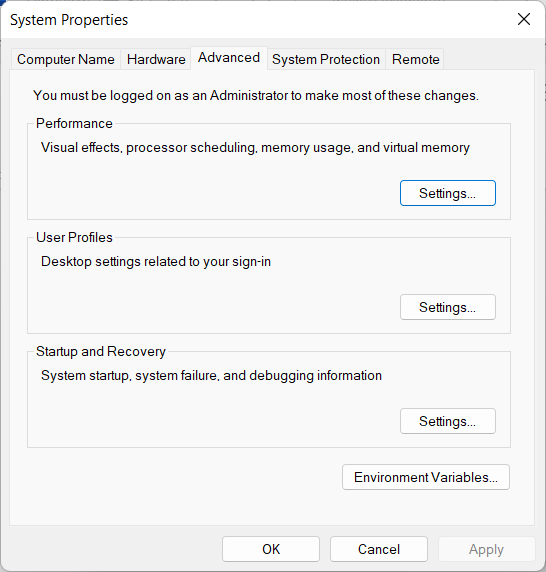 System Properties
Computer Name Hardware Advanced System Protection Remote
You must be logged on as an Administrator to make most of these changes.
Performance
Visual effects, processor scheduling, memory usage, and virtual memory
Settings...
User Profiles
Desktop settings related to your sign-in
Settings...
Startup and Recovery
System startup, system failure, and debugging information
Settings...
Environment Variables...
OK Cancel Apply